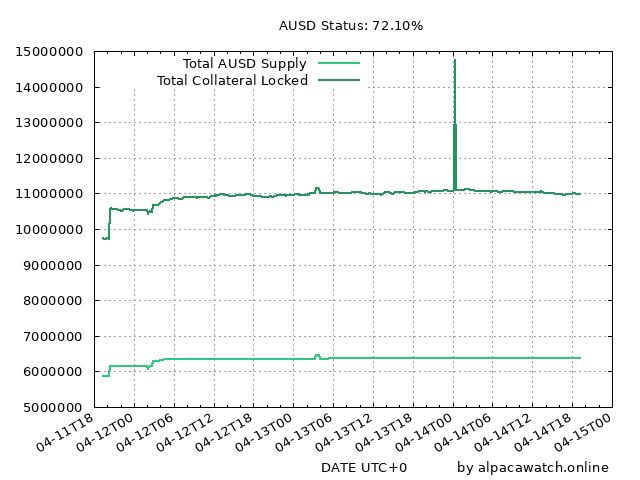 AUSD Status: 72.10%
Total AUSD Supply
Total Collateral Locked
15000000
14000000
13000000
12000000
11000000
10000000
9000000
8000000
7000000
6000000
5000000
04-11T18
04-12T00
04-12T06
04-12T12
04-12T18
04-13T00
04-13T06
04-13T12
04-13T18
04-14T00
04-14T06
04-14T12
04-14T18
04-15T00
DATE UTC+0
by alpacawatch.online